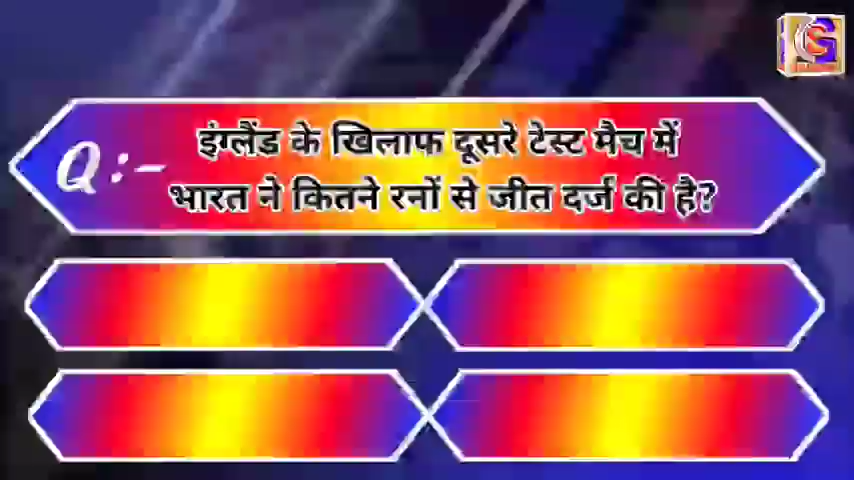 Q:- इंग्लैंड के खिलाफ दूसरे टेस्ट मैच में
भारत ने कितने रनों से जीत दर्ज की है?